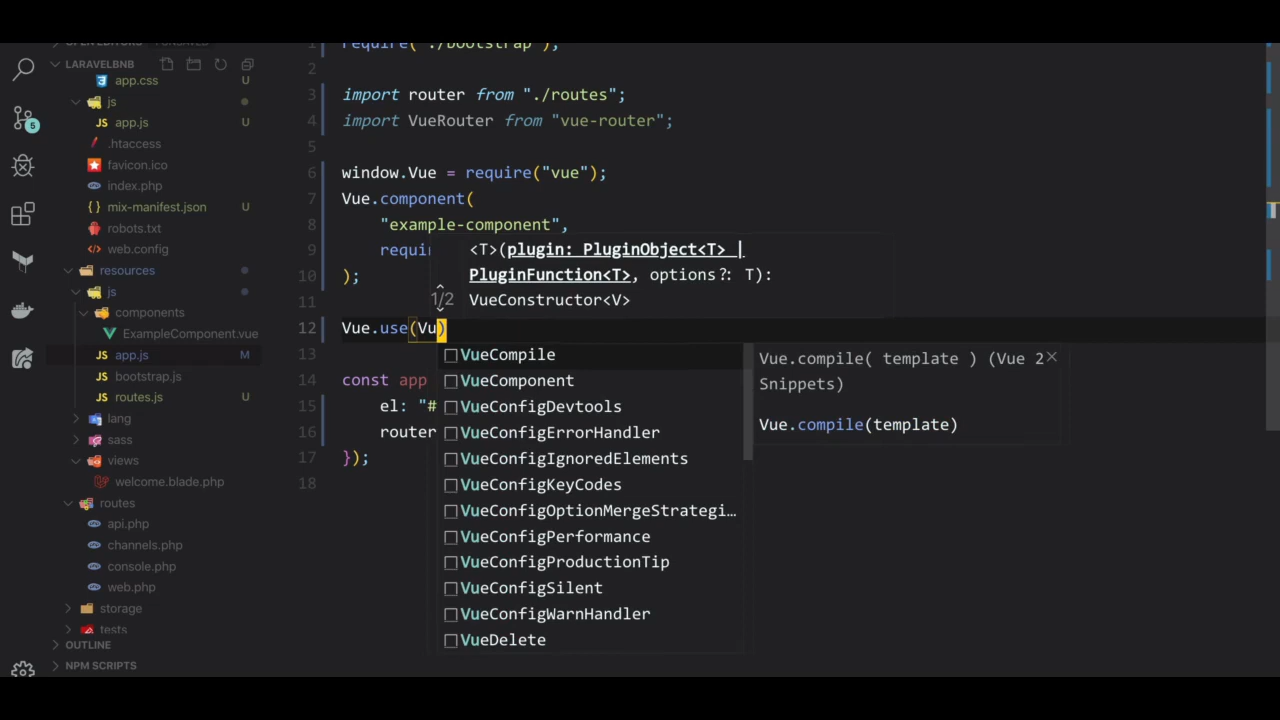 LARAVELBNB
app.css U
js
app.js U
.htaccess
favicon.ico
index.php
mix-manifest.json U
robots.txt
web.config
resources
js
components
ExampleComponent.vue
app.js M
bootstrap.js
routes.js U
lang
sass
views
welcome.blade.php
routes
api.php
channels.php
console.php
web.php
storage
tests
OUTLINE
NPM SCRIPTS
5
1 require("./bootstrap");
2
3 import router from "./routes";
4 import VueRouter from "vue-router";
5
6 window.Vue = require("vue");
7 Vue.component(
8 "example-component",
9 requir
10 );
11
12 Vue.use(Vu)
13
14 const app
15 el: "#
16 router
17 });
18
<T>(plugin: PluginObject<T> |
PluginFunction<T>, options?: T):
1/2 VueConstructor<V>
VueCompile
VueComponent
VueConfigDevtools
VueConfigErrorHandler
VueConfigIgnoredElements
VueConfigKeyCodes
VueConfigOptionMergeStrategi…
VueConfigPerformance
VueConfigProductionTip
VueConfigSilent
VueConfigWarnHandler
VueDelete
Vue.compile( template ) (Vue 2
Snippets)
Vue.compile(template)